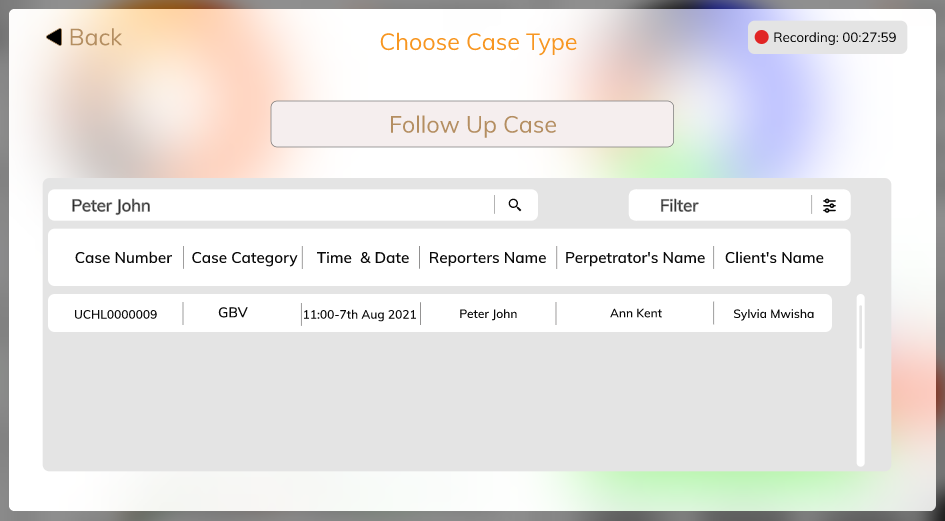 Back
Choose Case Type
Recording: 00:27:59
Follow Up Case
Peter John
Filter
Case Number Case Category Time & Date Reporters Name Perpetrator's Name Client's Name
UCHL0000009 GBV 11:00-7th Aug 2021 Peter John Ann Kent Sylvia Mwisha